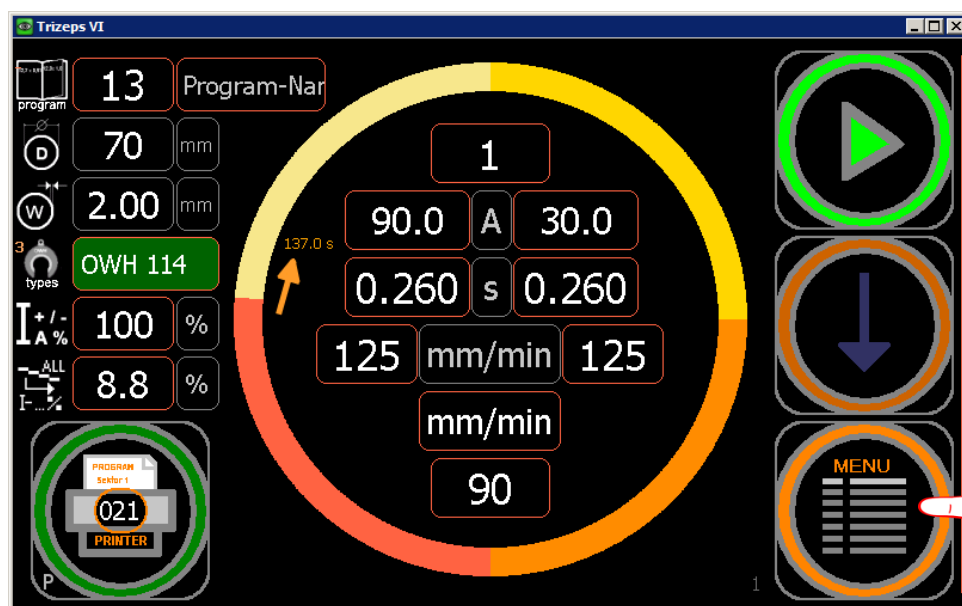 Trizeps VI
program
13
Program-Nar
D
70
mm
W
2.00
mm
3
types
OWH 114
I + / -
A %
100
%
ALL
I-...%
8.8
%
PROGRAM
Sektor 1
021
PRINTER
P
137.0 s
1
90.0 A 30.0
0.260 s 0.260
125 mm/min 125
mm/min
90
MENU
1